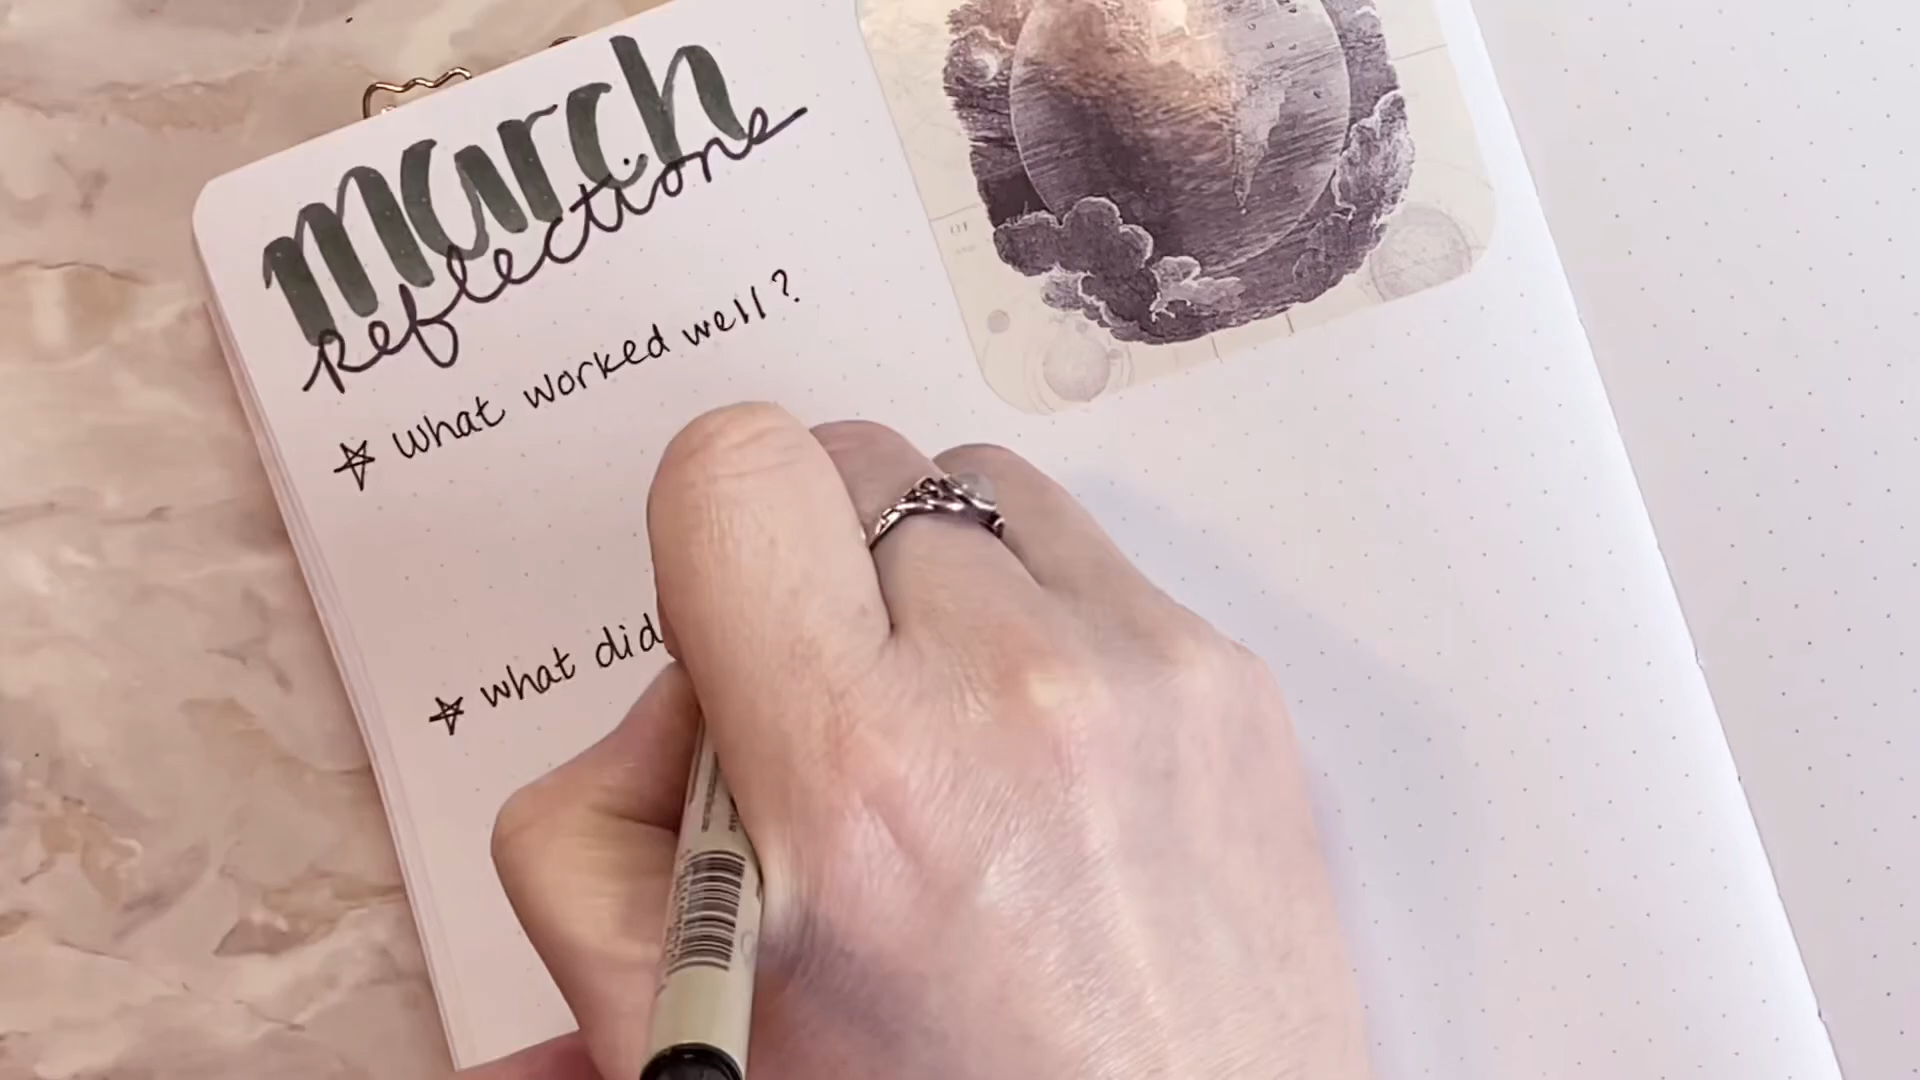 March
reflections
☆ what worked well?
☆ what did